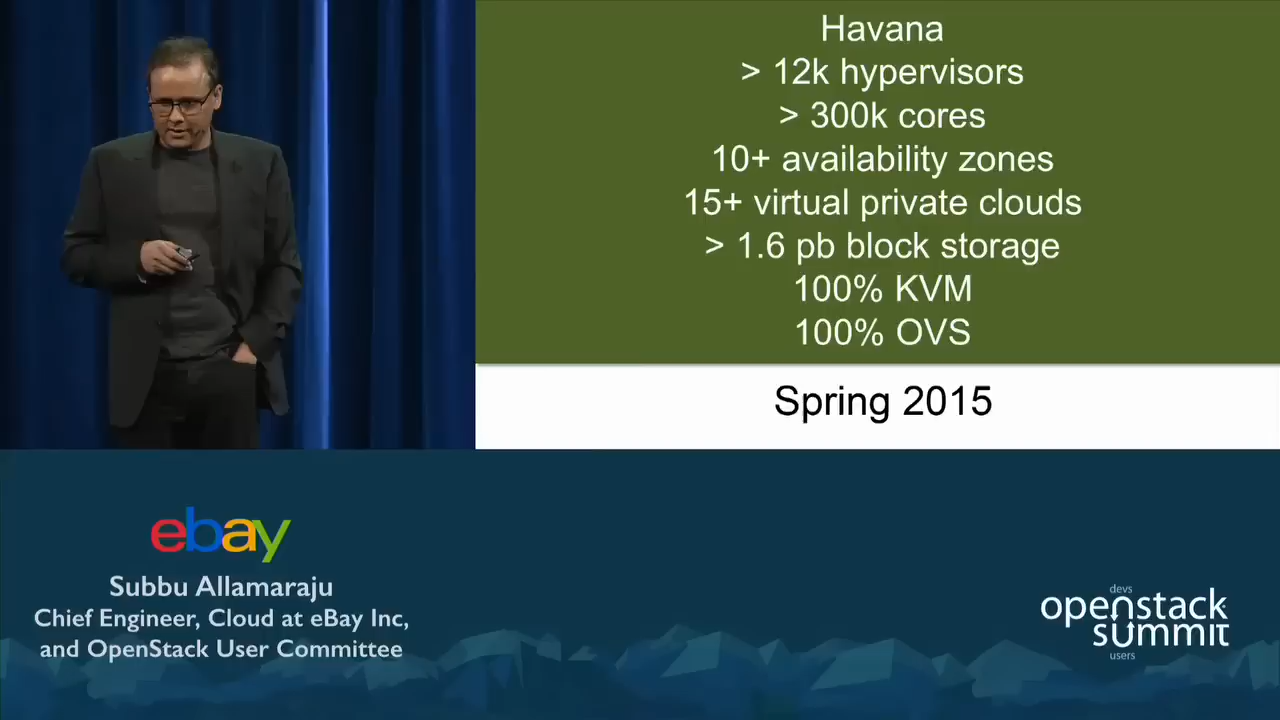 Havana
> 12k hypervisors
> 300k cores
10+ availability zones
15+ virtual private clouds
> 1.6 pb block storage
100% KVM
100% OVS
Spring 2015
ebay
Subbu Allamaraju
Chief Engineer, Cloud at eBay Inc,
and OpenStack User Committee
devs
openstack
summit
users